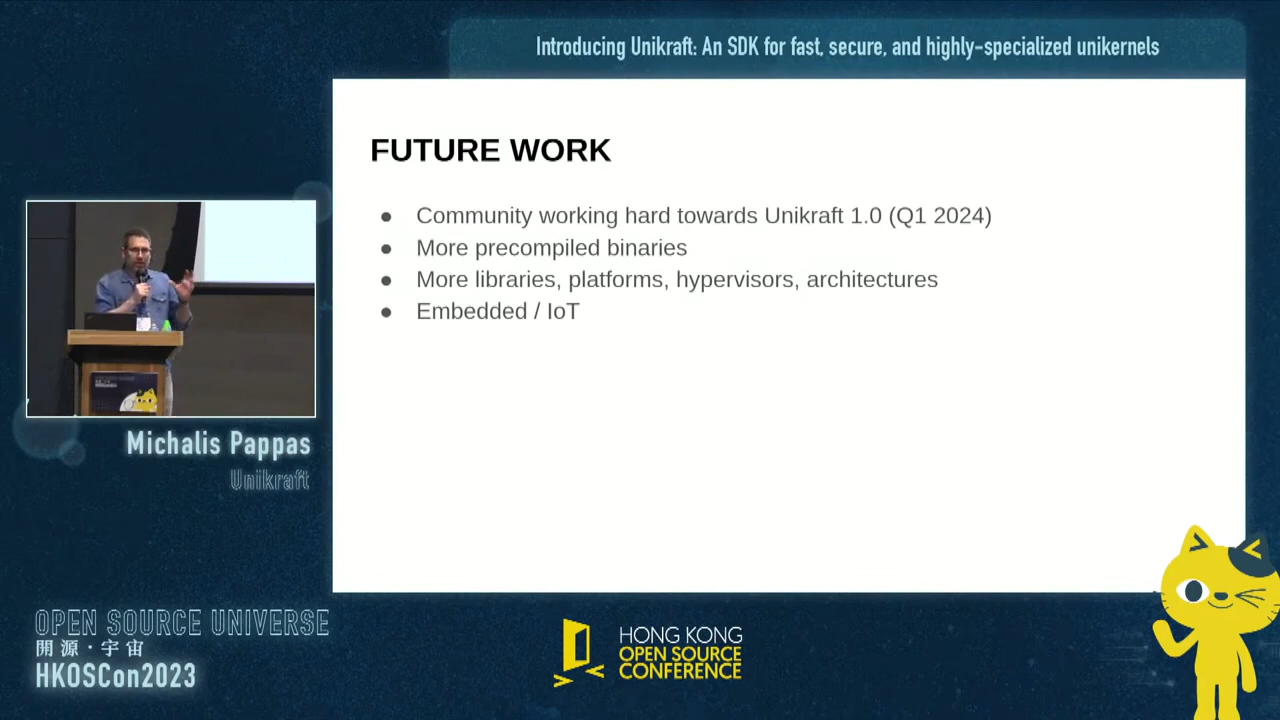 Introducing Unikraft: An SDK for fast, secure, and highly-specialized unikernels
FUTURE WORK
● Community working hard towards Unikraft 1.0 (Q1 2024)
● More precompiled binaries
● More libraries, platforms, hypervisors, architectures
● Embedded / IoT
Michalis Pappas
Unikraft
OPEN SOURCE UNIVERSE
開源·宇宙
HKOSCon2023
HONG KONG
OPEN SOURCE
CONFERENCE